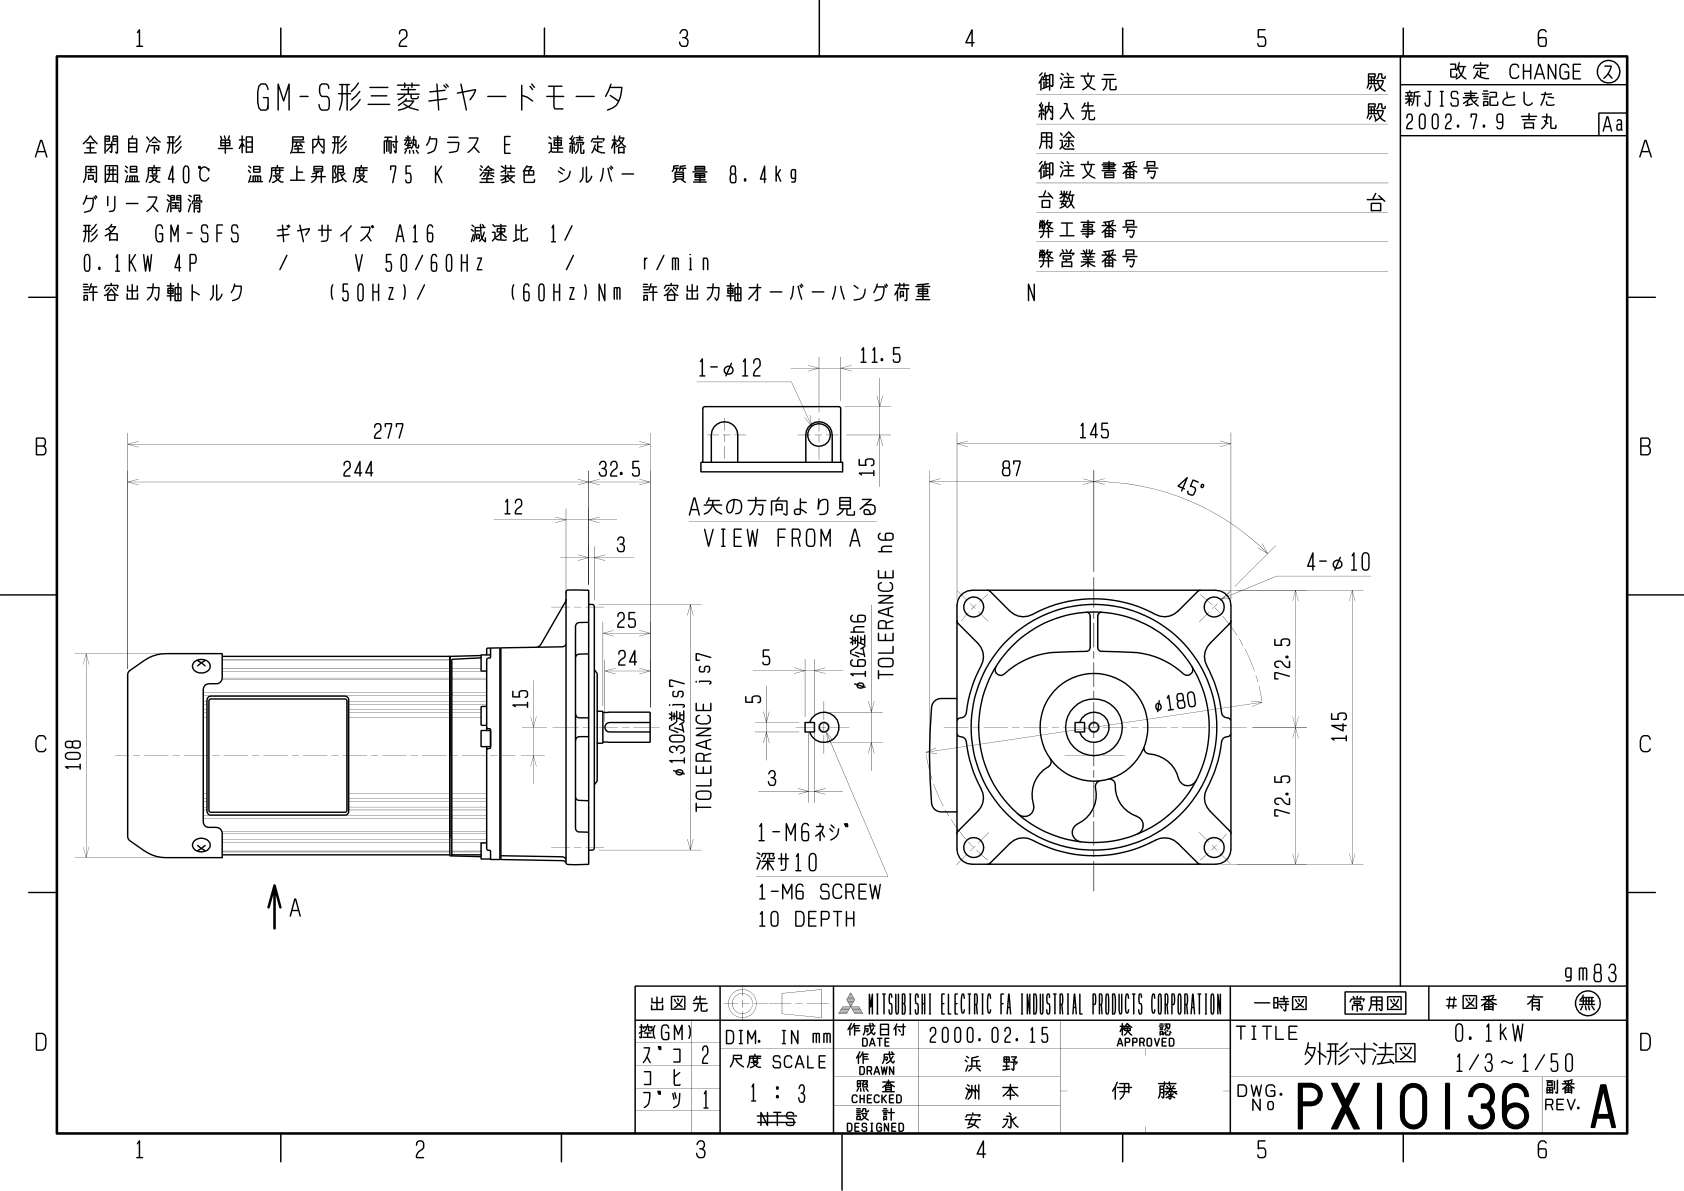 1 2 3 4 5 6
GM-S形三菱ギヤードモータ
全閉自冷形 単相 屋内形 耐熱クラス E 連続定格
周囲温度40℃ 温度上昇限度 75 K 塗装色 シルバー 質量 8.4kg
グリース潤滑
形名 GM-SFS ギヤサイズ A16 減速比 1/
0.1KW 4P / V 50/60Hz / r/min
許容出力軸トルク (50Hz)/ (60Hz)Nm 許容出力軸オーバーハング荷重 N
御注文元 殿
納入先 殿
用途
御注文書番号
台数 台
弊工事番号
弊営業番号
改定 CHANGE ス
新JIS表記とした
2002.7.9 吉丸 Aa
A A
B B
C C
D D
277
244
32.5
12
3
25
24
15
108
φ130公差js7
TOLERANCE js7
A
1-φ12
11.5
15
A矢の方向より見る
VIEW FROM A
φ16公差h6
TOLERANCE h6
5
5
3
1-M6ネジ
深サ10
1-M6 SCREW
10 DEPTH
145
87
45°
4-φ10
72.5
145
72.5
φ180
gm83
出図先
MITSUBISHI ELECTRIC FA INDUSTRIAL PRODUCTS CORPORATION
一時図 常用図 #図番 有 無
控(GM)
ズコ 2
コヒ
ブツ 1
DIM. IN mm
尺度 SCALE
1 : 3
NTS
作成日付
DATE
2000.02.15
作成
DRAWN
浜野
照査
CHECKED
洲本
設計
DESIGNED
安永
検認
APPROVED
伊藤
TITLE
外形寸法図
0.1kW
1/3~1/50
DWG.
No
PX10136
副番
REV.
A
1 2 3 4 5 6